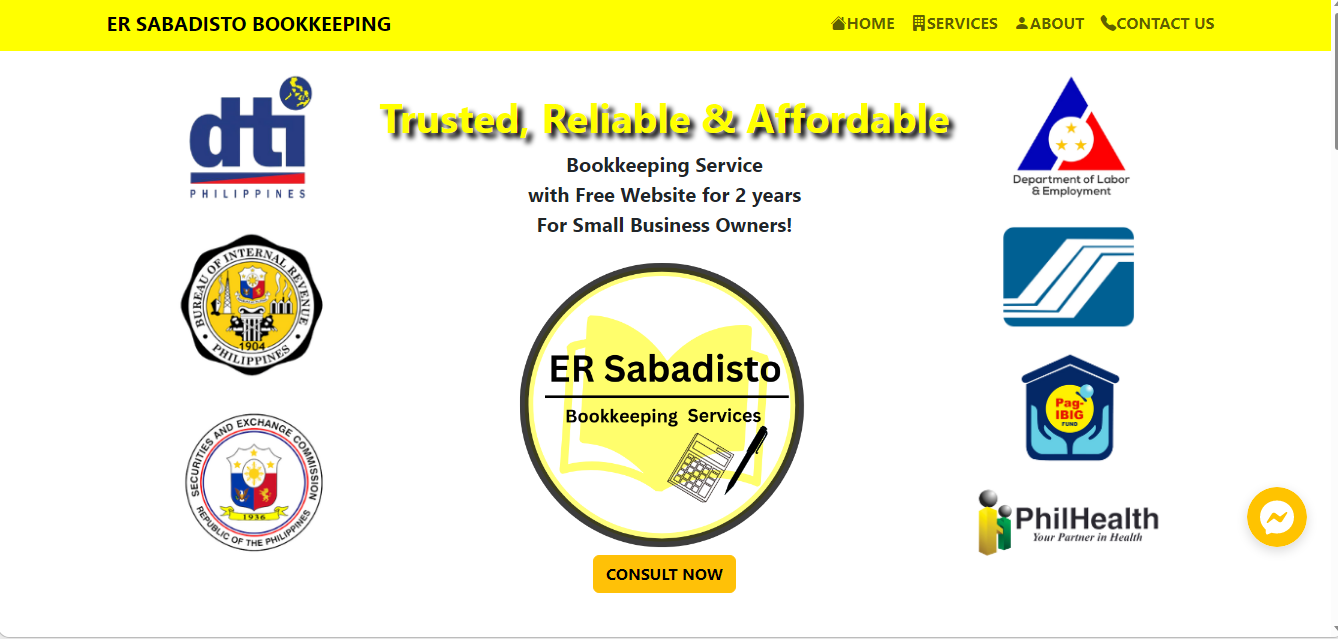 ER SABADISTO BOOKKEEPING
HOME
SERVICES
ABOUT
CONTACT US
dti
PHILIPPINES
BUREAU OF INTERNAL REVENUE
1904
PHILIPPINES
SECURITIES AND EXCHANGE COMMISSION
1936
REPUBLIC OF THE PHILIPPINES
Trusted, Reliable & Affordable
Bookkeeping Service
with Free Website for 2 years
For Small Business Owners!
ER Sabadisto
Bookkeeping Services
CONSULT NOW
Department of Labor
& Employment
Pag-
IBIG
FUND
PhilHealth
Your Partner in Health